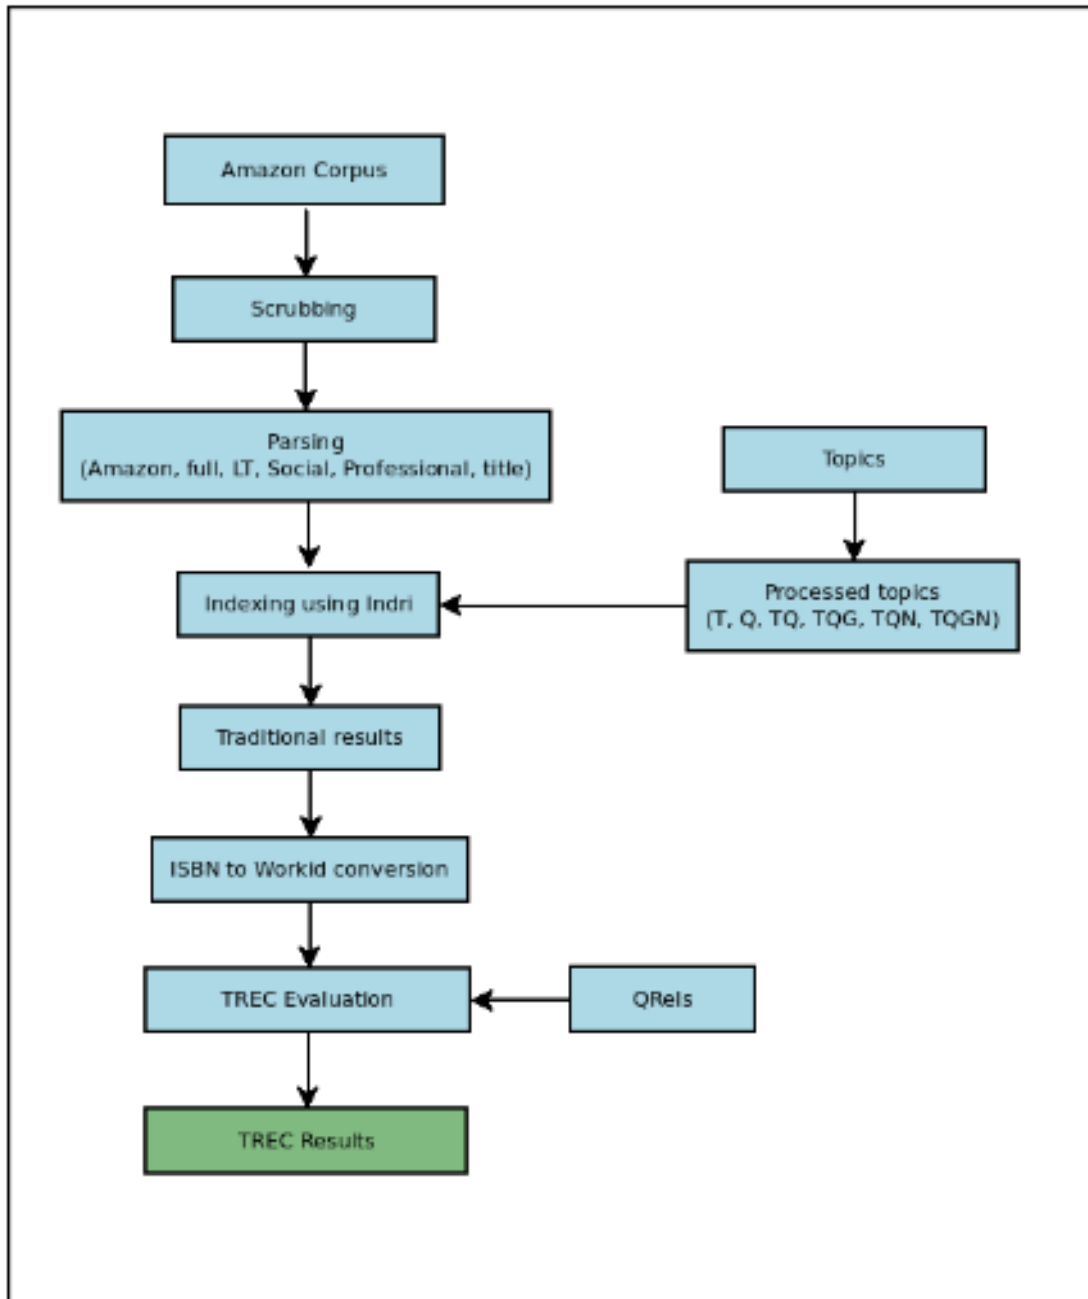 Amazon Corpus
Scrubbing
Parsing
(Amazon, full, LT, Social, Professional, title)
Topics
Processed topics
(T, Q, TQ, TQG, TQN, TQGN)
Indexing using Indri
Traditional results
ISBN to Workid conversion
TREC Evaluation
QRels
TREC Results